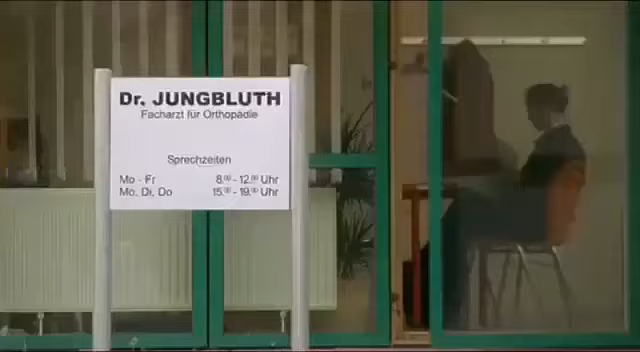 Dr. JUNGBLUTH
Facharzt für Orthopädie
Sprechzeiten
Mo - Fr 8.00 - 12.00 Uhr
Mo, Di, Do 15.00 - 19.00 Uhr